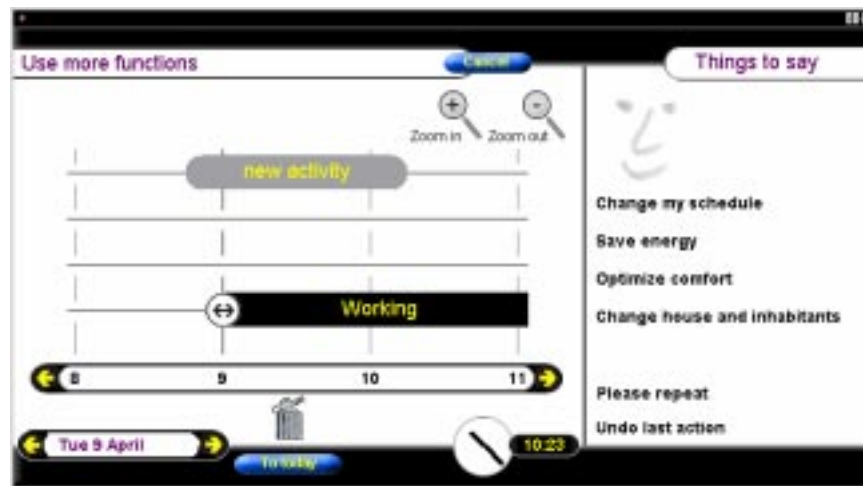 Use more functions
Cancel
Things to say
Zoom in
Zoom out
new activity
Change my schedule
Save energy
Optimize comfort
Working
Change house and inhabitants
8 9 10 11
Please repeat
Tue 9 April
10:23
Undo last action
To today